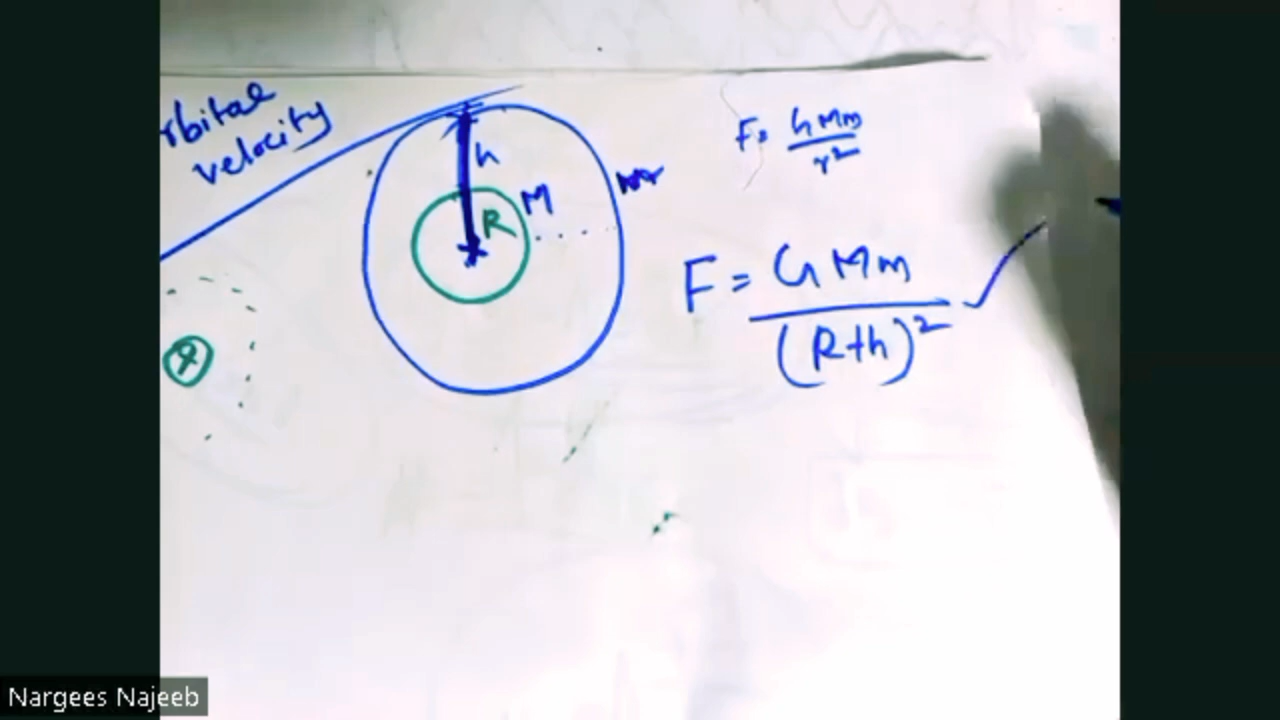 rbital
velocity
h
R
M
F= GMm
r²
F = GMm
(R+h)²
Nargees Najeeb